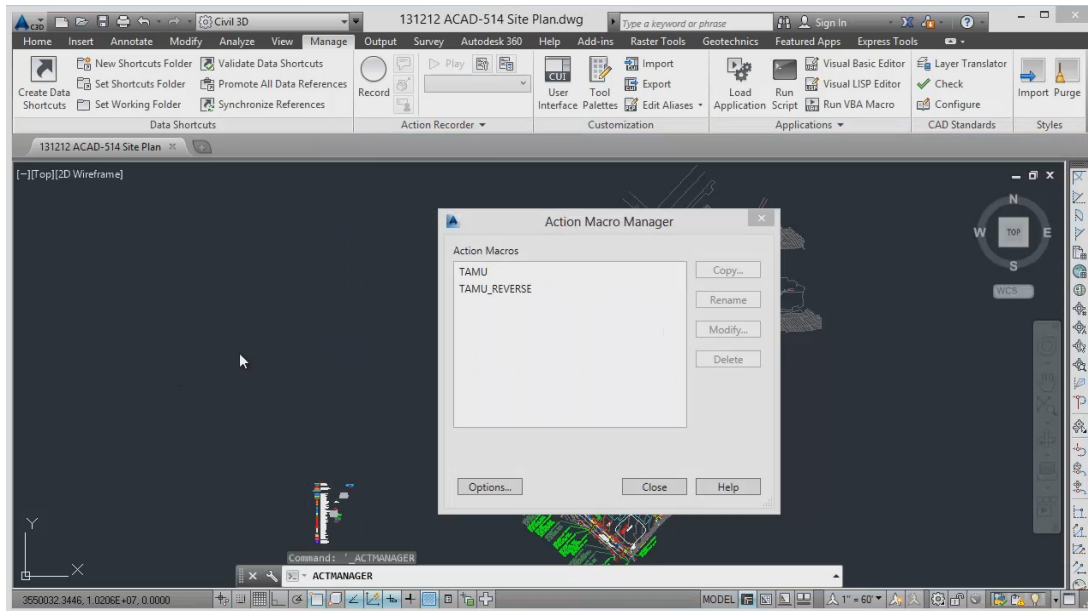 C3D Civil 3D 131212 ACAD-514 Site Plan.dwg Type a keyword or phrase Sign In
Home Insert Annotate Modify Analyze View Manage Output Survey Autodesk 360 Help Add-ins Raster Tools Geotechnics Featured Apps Express Tools
New Shortcuts Folder Validate Data Shortcuts Play Import Visual Basic Editor Layer Translator
Create Data Shortcuts Set Shortcuts Folder Promote All Data References Record User Interface Tool Palettes Export Load Application Run Script Visual LISP Editor Check Import Purge
Set Working Folder Synchronize References Edit Aliases Run VBA Macro Configure
Data Shortcuts Action Recorder Customization Applications CAD Standards Styles
131212 ACAD-514 Site Plan
[−][Top][2D Wireframe]
N
W TOP E
S
WCS
Action Macro Manager
Action Macros
TAMU
TAMU_REVERSE
Copy...
Rename
Modify...
Delete
Options... Close Help
Y
X
Command: '_ACTMANAGER
ACTMANAGER
3550032.3446, 1.0206E+07, 0.0000 MODEL 1" = 60'